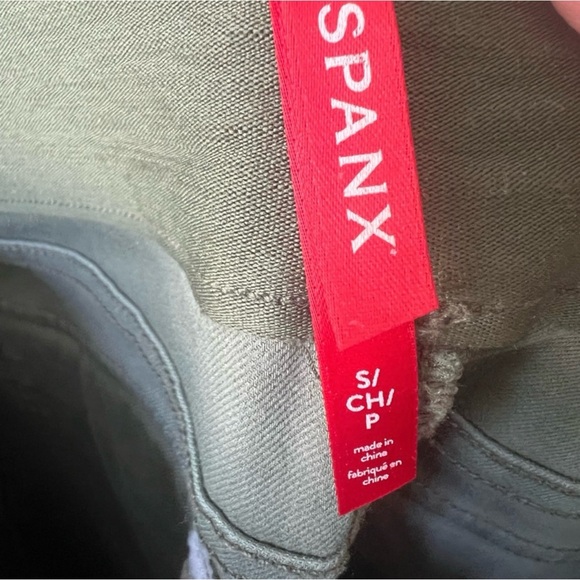 SPANX
S/
CH/
P
made in
china
fabriqué en
chine